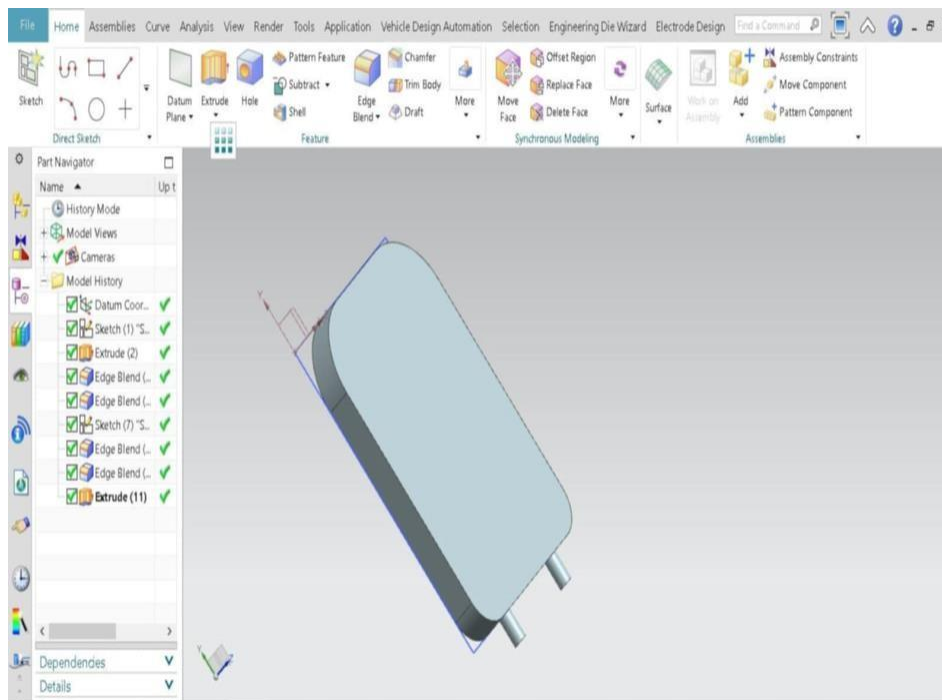 File Home Assemblies Curve Analysis View Render Tools Application Vehicle Design Automation Selection Engineering Die Wizard Electrode Design Find a Command
Pattern Feature Chamfer Offset Region Assembly Constraints
Subtract Trim Body Replace Face Move Component
Sketch Datum Plane Extrude Hole Shell Edge Blend Draft More Move Face Delete Face More Surface Work on Assembly Add Pattern Component
Direct Sketch Feature Synchronous Modeling Assemblies
Part Navigator
Name Up t
History Mode
Model Views
Cameras
Model History
Datum Coor...
Sketch (1) "S...
Extrude (2)
Edge Blend (...
Edge Blend (...
Sketch (7) "S...
Edge Blend (...
Edge Blend (...
Extrude (11)
Dependencies
Details